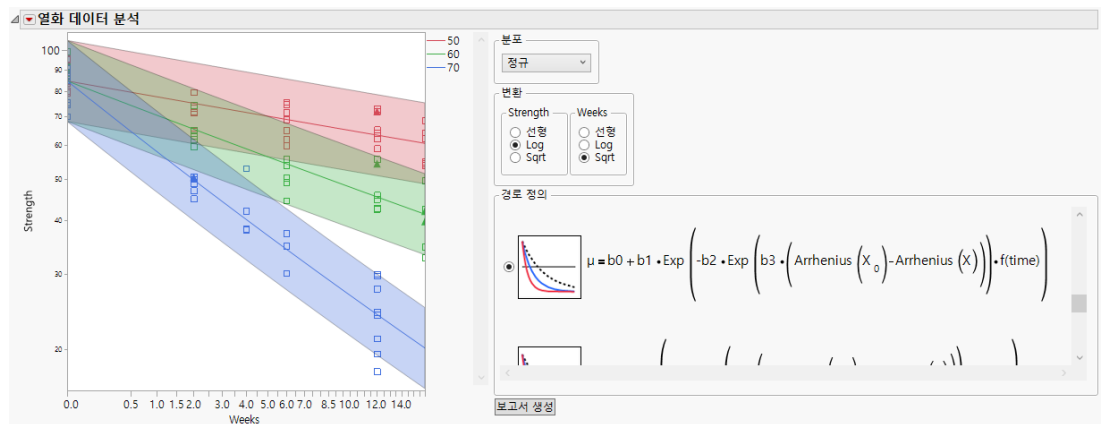 열화 데이터 분석
Strength
100
90
80
70
60
50
40
30
20
0.0 0.5 1.0 1.5 2.0 3.0 4.0 5.0 6.0 7.0 8.5 10.0 12.0 14.0
Weeks
50
60
70
분포
정규
변환
Strength
선형
Log
Sqrt
Weeks
선형
Log
Sqrt
경로 정의
μ = b0 + b1 • Exp (-b2 • Exp (b3 • (Arrhenius (X 0) - Arrhenius (X))) • f(time))
보고서 생성